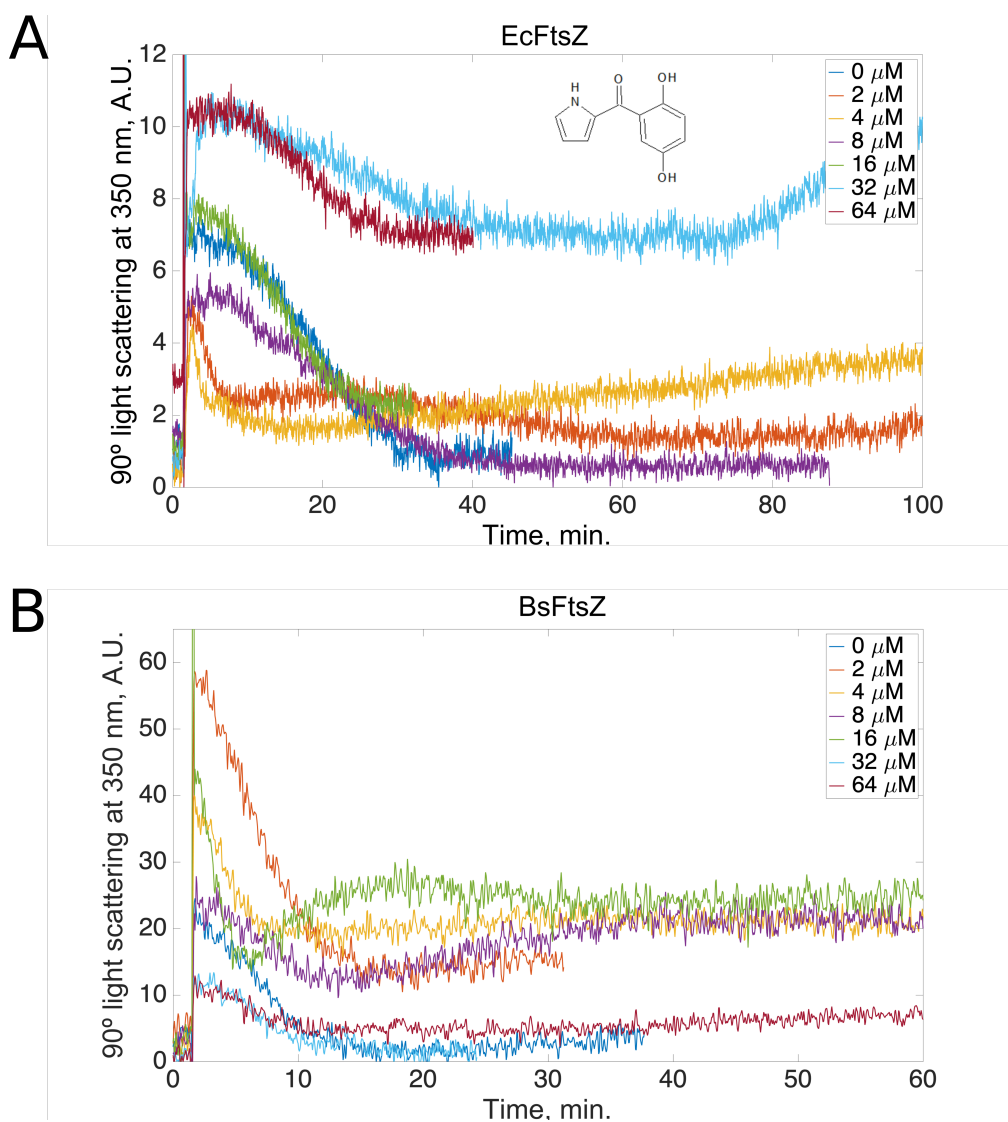 A
EcFtsZ
90º light scattering at 350 nm, A.U.
12
10
8
6
4
2
0
0 20 40 60 80 100
Time, min.
H
N
O
OH
OH
0 μM
2 μM
4 μM
8 μM
16 μM
32 μM
64 μM
B
BsFtsZ
90º light scattering at 350 nm, A.U.
60
50
40
30
20
10
0
0 10 20 30 40 50 60
Time, min.
0 μM
2 μM
4 μM
8 μM
16 μM
32 μM
64 μM